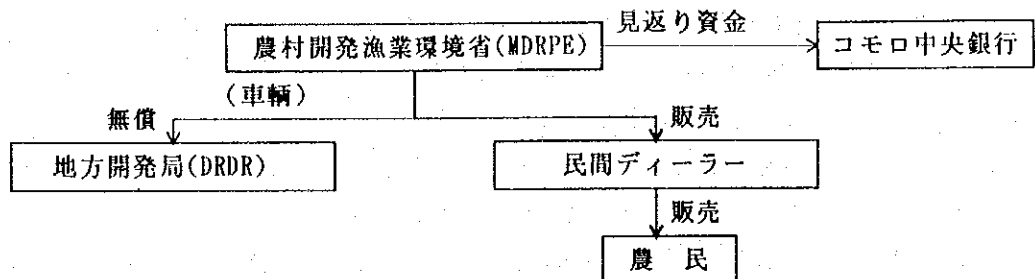 見返り資金
農村開発漁業環境省(MDRPE)
コモロ中央銀行
(車輌)
無償
販売
地方開発局(DRDR)
民間ディーラー
販売
農 民